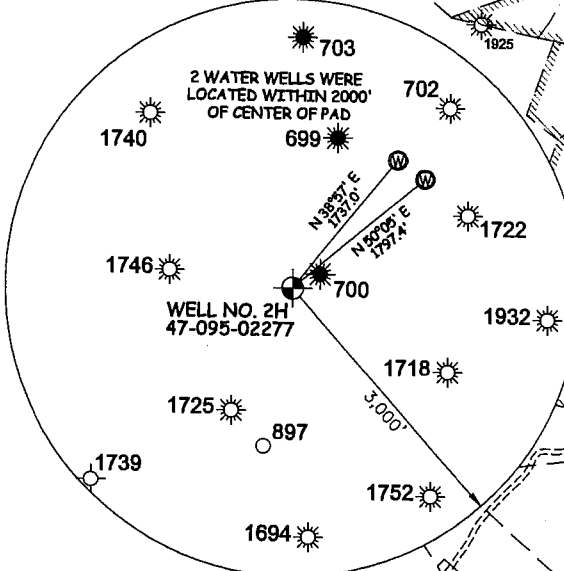 703
1925
2 WATER WELLS WERE
LOCATED WITHIN 2000'
OF CENTER OF PAD
702
1740
699
W
W
N 38°57' E
1737.0'
N 50°05' E
1797.4'
1722
1746
700
WELL NO. 2H
47-095-02277
1932
1718
3,000'
1725
897
1739
1752
1694